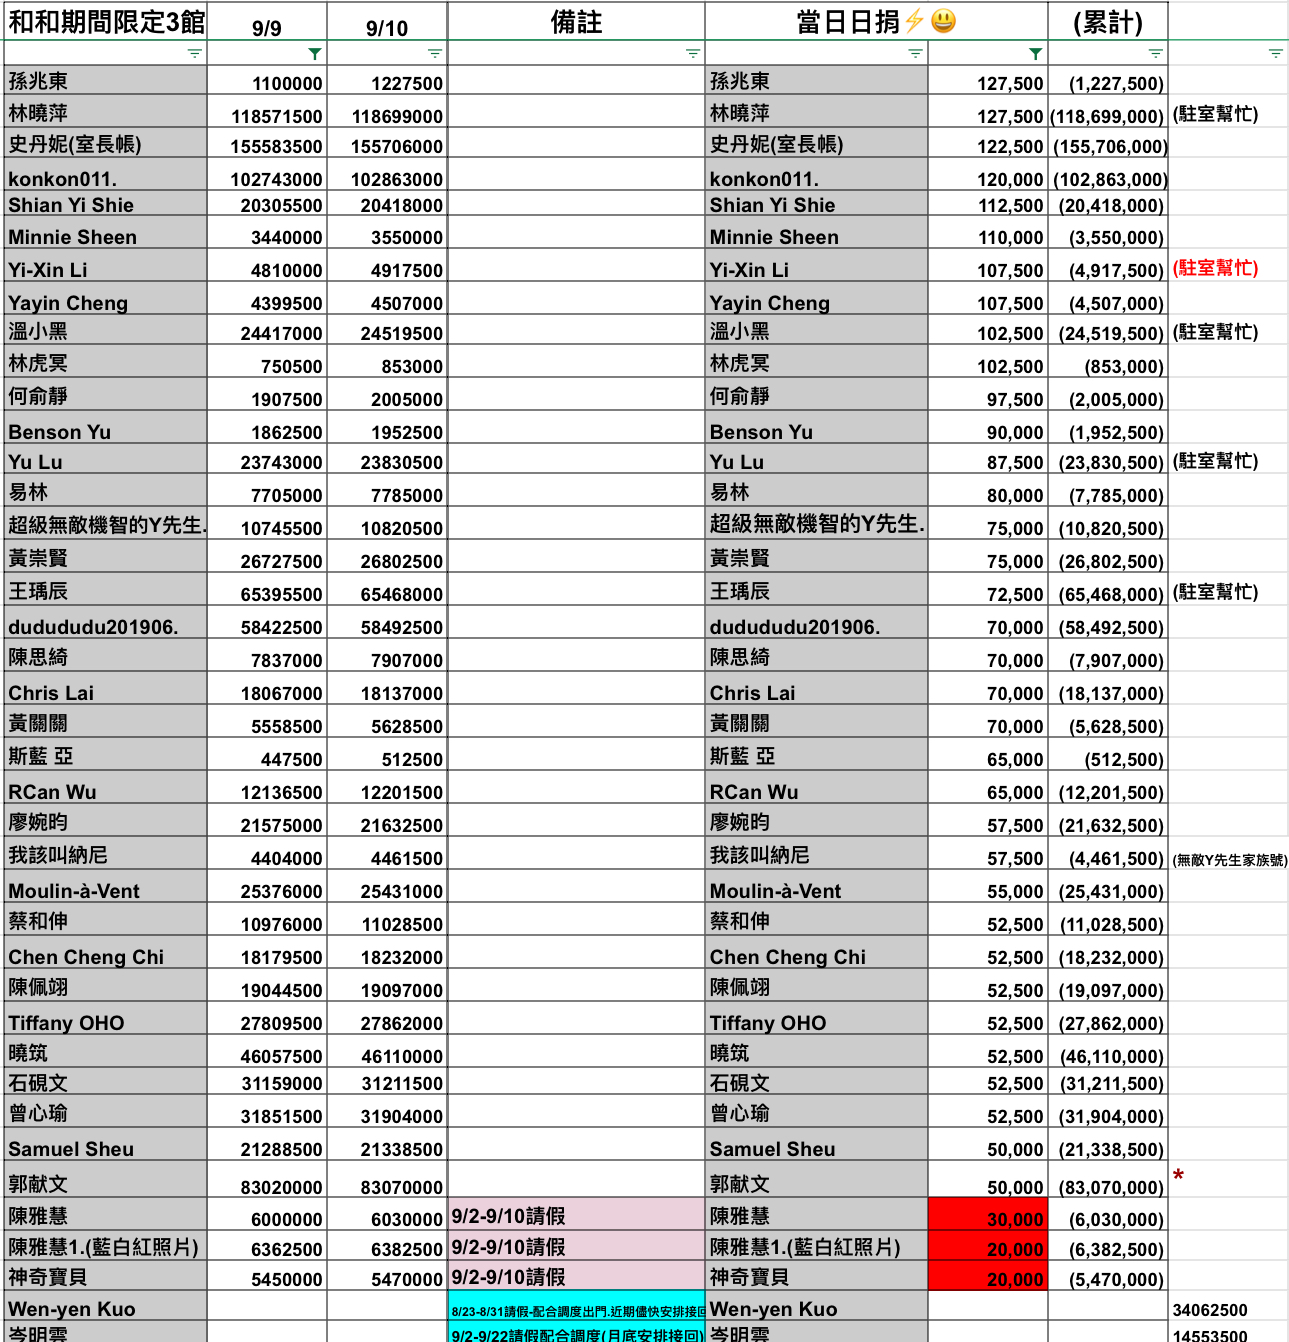 和和期間限定3館 9/9 9/10 備註 當日日捐⚡😃 (累計)
孫兆東 1100000 1227500 孫兆東 127,500 (1,227,500)
林曉萍 118571500 118699000 林曉萍 127,500 (118,699,000) (駐室幫忙)
史丹妮(室長帳) 155583500 155706000 史丹妮(室長帳) 122,500 (155,706,000)
konkon011. 102743000 102863000 konkon011. 120,000 (102,863,000)
Shian Yi Shie 20305500 20418000 Shian Yi Shie 112,500 (20,418,000)
Minnie Sheen 3440000 3550000 Minnie Sheen 110,000 (3,550,000)
Yi-Xin Li 4810000 4917500 Yi-Xin Li 107,500 (4,917,500) (駐室幫忙)
Yayin Cheng 4399500 4507000 Yayin Cheng 107,500 (4,507,000)
溫小黑 24417000 24519500 溫小黑 102,500 (24,519,500) (駐室幫忙)
林虎冥 750500 853000 林虎冥 102,500 (853,000)
何俞靜 1907500 2005000 何俞靜 97,500 (2,005,000)
Benson Yu 1862500 1952500 Benson Yu 90,000 (1,952,500)
Yu Lu 23743000 23830500 Yu Lu 87,500 (23,830,500) (駐室幫忙)
易林 7705000 7785000 易林 80,000 (7,785,000)
超級無敵機智的Y先生. 10745500 10820500 超級無敵機智的Y先生. 75,000 (10,820,500)
黃崇賢 26727500 26802500 黃崇賢 75,000 (26,802,500)
王瑀辰 65395500 65468000 王瑀辰 72,500 (65,468,000) (駐室幫忙)
dudududu201906. 58422500 58492500 dudududu201906. 70,000 (58,492,500)
陳思綺 7837000 7907000 陳思綺 70,000 (7,907,000)
Chris Lai 18067000 18137000 Chris Lai 70,000 (18,137,000)
黃關關 5558500 5628500 黃關關 70,000 (5,628,500)
斯藍 亞 447500 512500 斯藍 亞 65,000 (512,500)
RCan Wu 12136500 12201500 RCan Wu 65,000 (12,201,500)
廖婉昀 21575000 21632500 廖婉昀 57,500 (21,632,500)
我該叫納尼 4404000 4461500 我該叫納尼 57,500 (4,461,500) (無敵Y先生家族號)
Moulin-à-Vent 25376000 25431000 Moulin-à-Vent 55,000 (25,431,000)
蔡和伸 10976000 11028500 蔡和伸 52,500 (11,028,500)
Chen Cheng Chi 18179500 18232000 Chen Cheng Chi 52,500 (18,232,000)
陳佩翊 19044500 19097000 陳佩翊 52,500 (19,097,000)
Tiffany OHO 27809500 27862000 Tiffany OHO 52,500 (27,862,000)
曉筑 46057500 46110000 曉筑 52,500 (46,110,000)
石硯文 31159000 31211500 石硯文 52,500 (31,211,500)
曾心瑜 31851500 31904000 曾心瑜 52,500 (31,904,000)
Samuel Sheu 21288500 21338500 Samuel Sheu 50,000 (21,338,500)
郭献文 83020000 83070000 郭献文 50,000 (83,070,000) *
陳雅慧 6000000 6030000 9/2-9/10請假 陳雅慧 30,000 (6,030,000)
陳雅慧1.(藍白紅照片) 6362500 6382500 9/2-9/10請假 陳雅慧1.(藍白紅照片) 20,000 (6,382,500)
神奇寶貝 5450000 5470000 9/2-9/10請假 神奇寶貝 20,000 (5,470,000)
Wen-yen Kuo 8/23-8/31請假-配合調度出門.近期儘快安排接回 Wen-yen Kuo 34062500
岑明雲 9/2-9/22請假配合調度(月底安排接回) 岑明雲 14553500